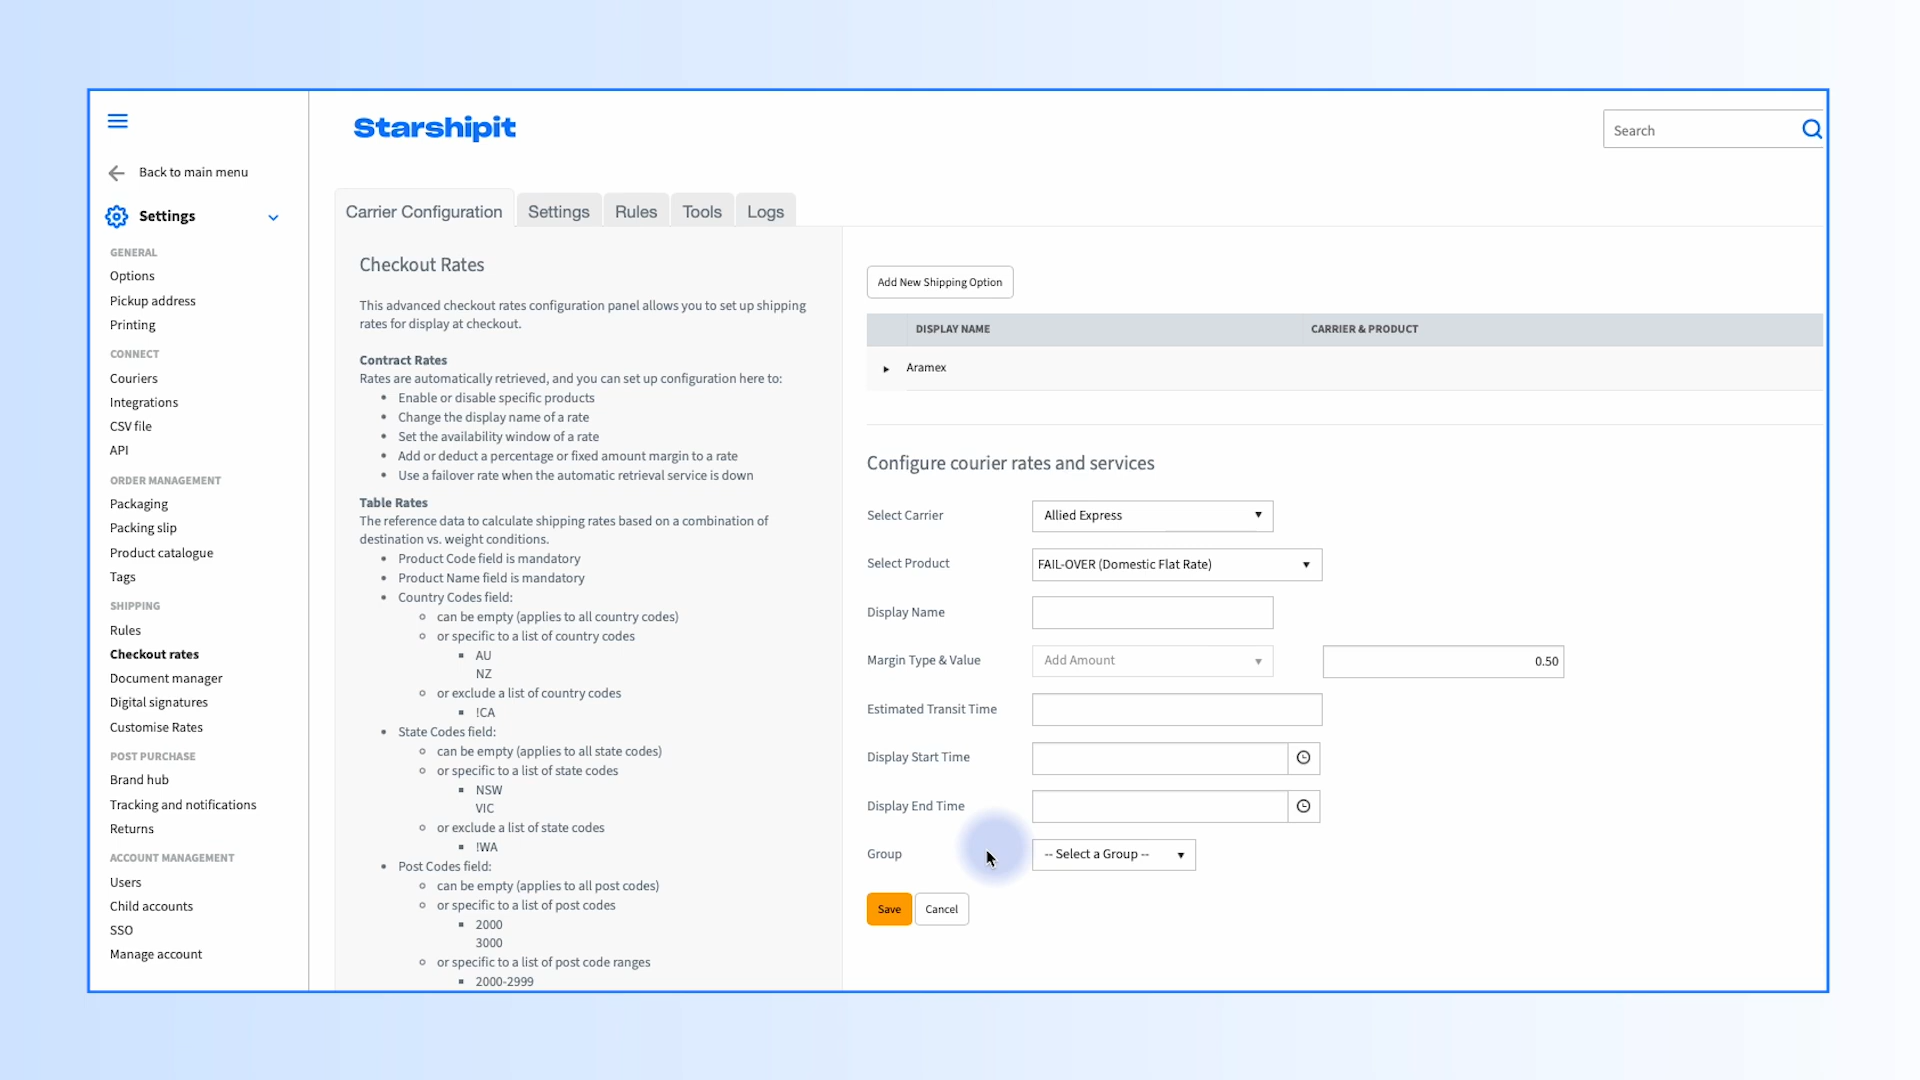 Starshipit
Search
Back to main menu
Settings
GENERAL
Options
Pickup address
Printing
CONNECT
Couriers
Integrations
CSV file
API
ORDER MANAGEMENT
Packaging
Packing slip
Product catalogue
Tags
SHIPPING
Rules
Checkout rates
Document manager
Digital signatures
Customise Rates
POST PURCHASE
Brand hub
Tracking and notifications
Returns
ACCOUNT MANAGEMENT
Users
Child accounts
SSO
Manage account
Carrier Configuration
Settings
Rules
Tools
Logs
Checkout Rates
This advanced checkout rates configuration panel allows you to set up shipping
rates for display at checkout.
Contract Rates
Rates are automatically retrieved, and you can set up configuration here to:
Enable or disable specific products
Change the display name of a rate
Set the availability window of a rate
Add or deduct a percentage or fixed amount margin to a rate
Use a failover rate when the automatic retrieval service is down
Table Rates
The reference data to calculate shipping rates based on a combination of
destination vs. weight conditions.
Product Code field is mandatory
Product Name field is mandatory
Country Codes field:
can be empty (applies to all country codes)
or specific to a list of country codes
AU
NZ
or exclude a list of country codes
!CA
State Codes field:
can be empty (applies to all state codes)
or specific to a list of state codes
NSW
VIC
or exclude a list of state codes
!WA
Post Codes field:
can be empty (applies to all post codes)
or specific to a list of post codes
2000
3000
or specific to a list of post code ranges
2000-2999
Add New Shipping Option
DISPLAY NAME CARRIER & PRODUCT
Aramex
Configure courier rates and services
Select Carrier Allied Express
Select Product FAIL-OVER (Domestic Flat Rate)
Display Name
Margin Type & Value Add Amount 0.50
Estimated Transit Time
Display Start Time
Display End Time
Group -- Select a Group --
Save Cancel